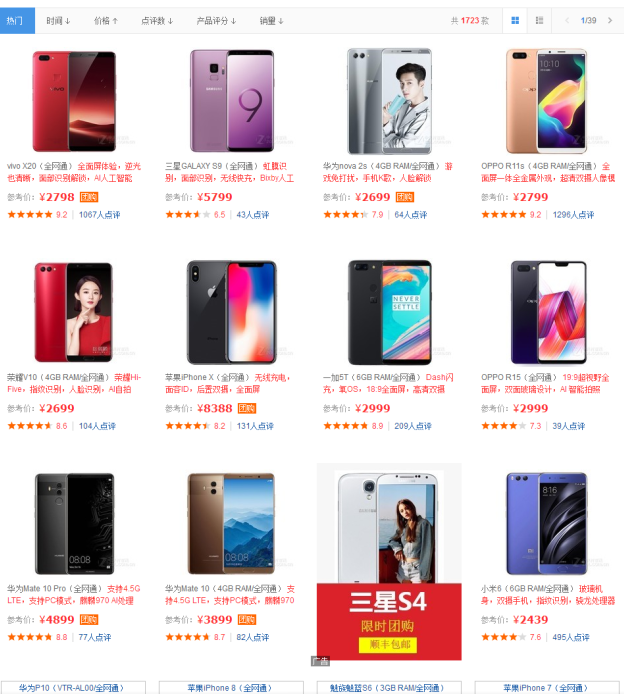 热门 时间↓ 价格↑ 点评数↓ 产品评分↓ 销量↓ 共 1723 款 1/39
vivo X20（全网通） 全面屏体验，逆光
也清晰，面部识别解锁，AI人工智能
参考价：¥2798 团购
9.2 1067人点评
三星GALAXY S9（全网通） 虹膜识
别，面部识别，无线快充，Bixby人工
参考价：¥5799
6.5 43人点评
华为nova 2s（4GB RAM/全网通） 游
戏免打扰，手机K歌，人脸解锁
参考价：¥2699 团购
7.9 64人点评
OPPO R11s（4GB RAM/全网通） 全
面屏一体全金属外观，超清双摄人像模
参考价：¥2799
9.2 1296人点评
荣耀V10（4GB RAM/全网通） 荣耀Hi-
Five，指纹识别，人脸识别，AI自拍
参考价：¥2699
8.6 104人点评
苹果iPhone X（全网通） 无线充电，
面容ID，后置双摄，全面屏
参考价：¥8388 团购
8.2 131人点评
NEVER
SETTLE
一加5T（6GB RAM/全网通） Dash闪
充，氢OS，18:9全面屏，高清双摄
参考价：¥2999
8.9 209人点评
OPPO R15（全网通） 19:9超视野全
面屏，双面玻璃设计，AI 智能拍照
参考价：¥2999
7.3 39人点评
08:08
华为Mate 10 Pro（全网通） 支持4.5G
LTE，支持PC模式，麒麟970 AI处理
参考价：¥4899 团购
8.8 77人点评
08:08
华为Mate 10（4GB RAM/全网通） 支
持4.5G LTE，支持PC模式，麒麟970
参考价：¥3899 团购
8.7 82人点评
三星S4
限时团购
顺丰包邮
广告
8:16
小米6（6GB RAM/全网通） 玻璃机
身，双摄手机，指纹识别，骁龙处理器
参考价：¥2439
7.6 495人点评
华为P10（VTR-AL00/全网通） 苹果iPhone 8（全网通） 魅族魅蓝S6（3GB RAM/全网通） 苹果iPhone 7（全网通）